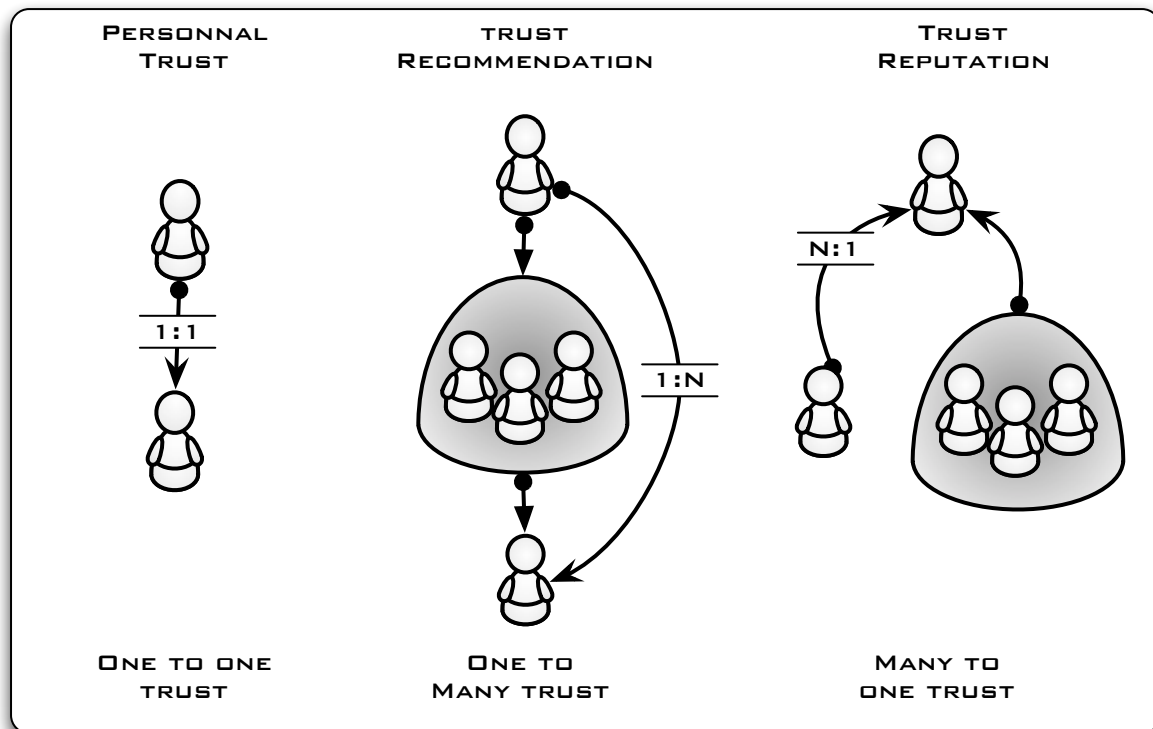 PERSONNAL
TRUST
TRUST
RECOMMENDATION
TRUST
REPUTATION
1:1
1:N
N:1
ONE TO ONE
TRUST
ONE TO
MANY TRUST
MANY TO
ONE TRUST